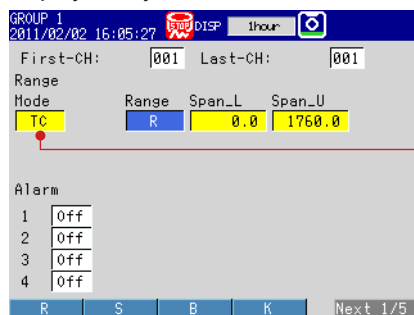 GROUP 1
2011/02/02 16:05:27 STOP DISP 1hour
First-CH: 001 Last-CH: 001
Range
Mode Range Span_L Span_U
TC R 0.0 1760.0
Alarm
1 Off
2 Off
3 Off
4 Off
R S B K Next 1/5